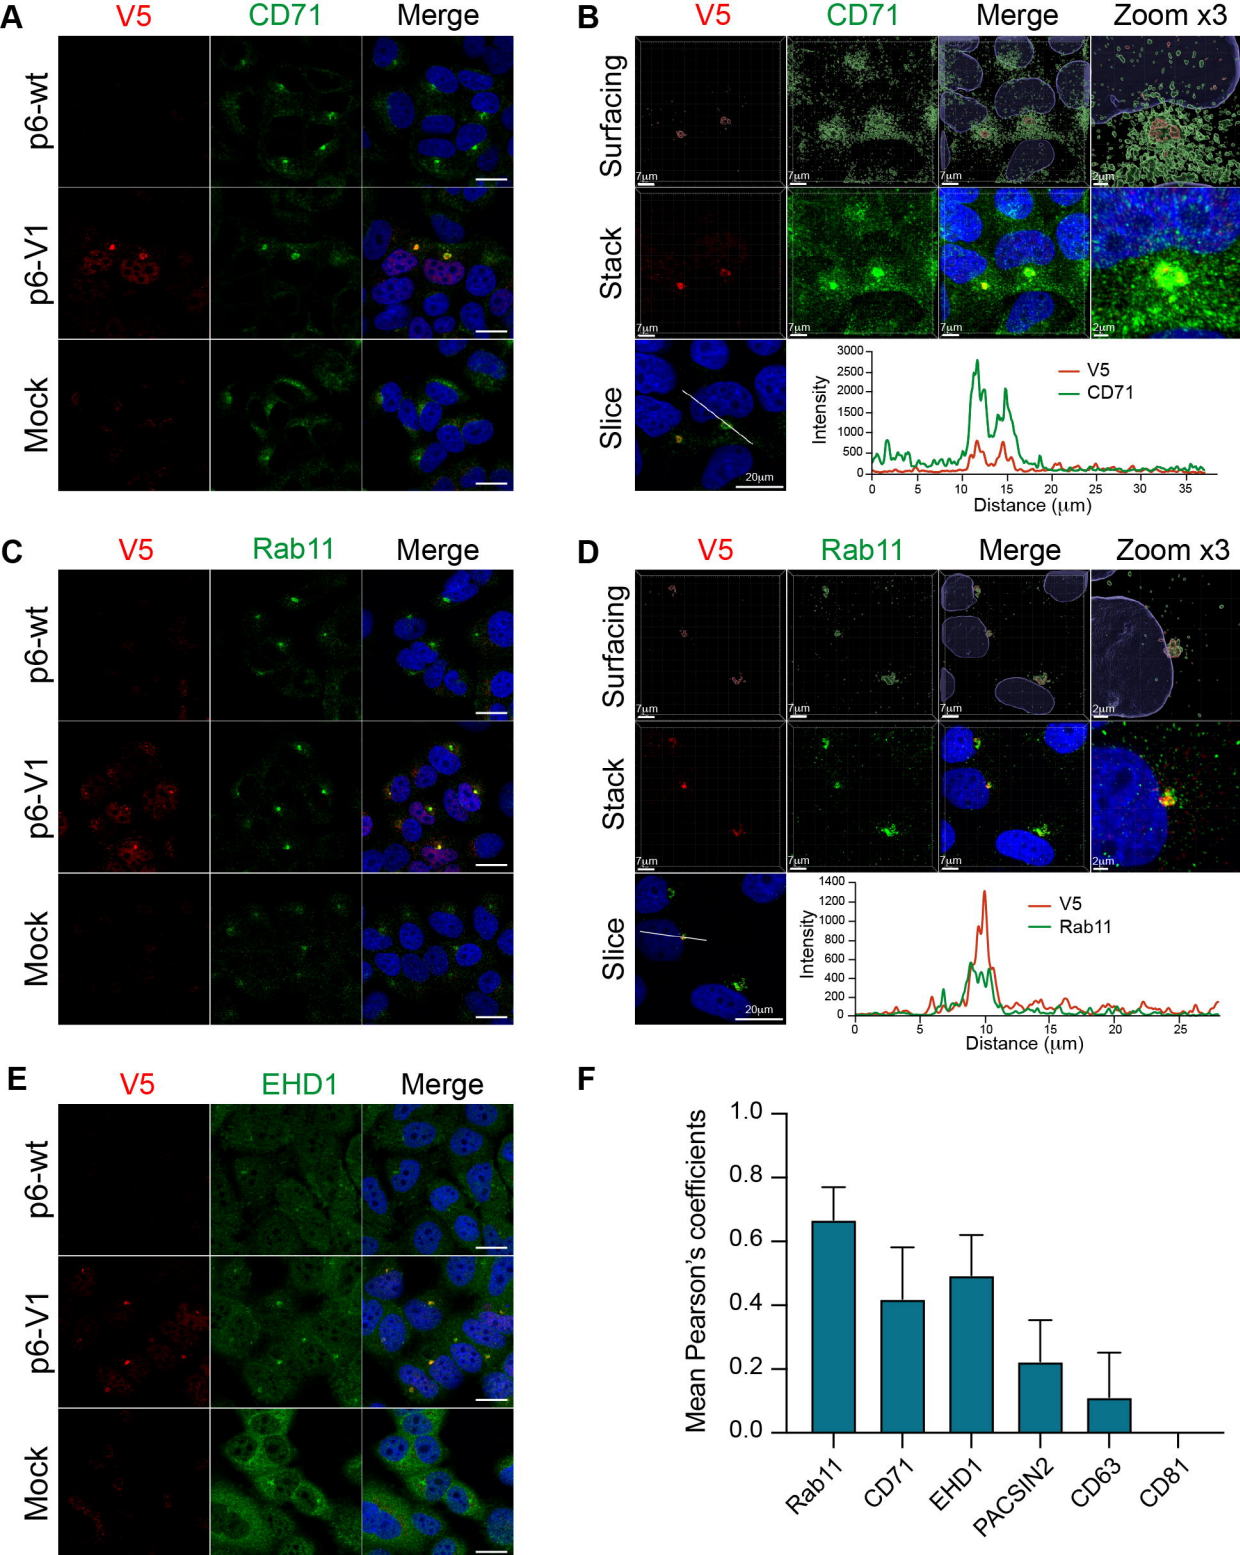 A
V5 CD71 Merge
p6-wt
p6-V1
Mock
B
V5 CD71 Merge Zoom x3
Surfacing
7μm 7μm 7μm 2μm
Stack
7μm 7μm 7μm 2μm
Slice
20μm
Intensity
3000
2500
2000
1500
1000
500
0
V5
CD71
0 5 10 15 20 25 30 35
Distance (μm)
C
V5 Rab11 Merge
p6-wt
p6-V1
Mock
D
V5 Rab11 Merge Zoom x3
Surfacing
7μm 7μm 7μm 2μm
Stack
7μm 7μm 7μm 2μm
Slice
20μm
Intensity
1400
1200
1000
800
600
400
200
0
V5
Rab11
0 5 10 15 20 25
Distance (μm)
E
V5 EHD1 Merge
p6-wt
p6-V1
Mock
F
Mean Pearson's coefficients
1.0
0.8
0.6
0.4
0.2
0.0
Rab11 CD71 EHD1 PACSIN2 CD63 CD81